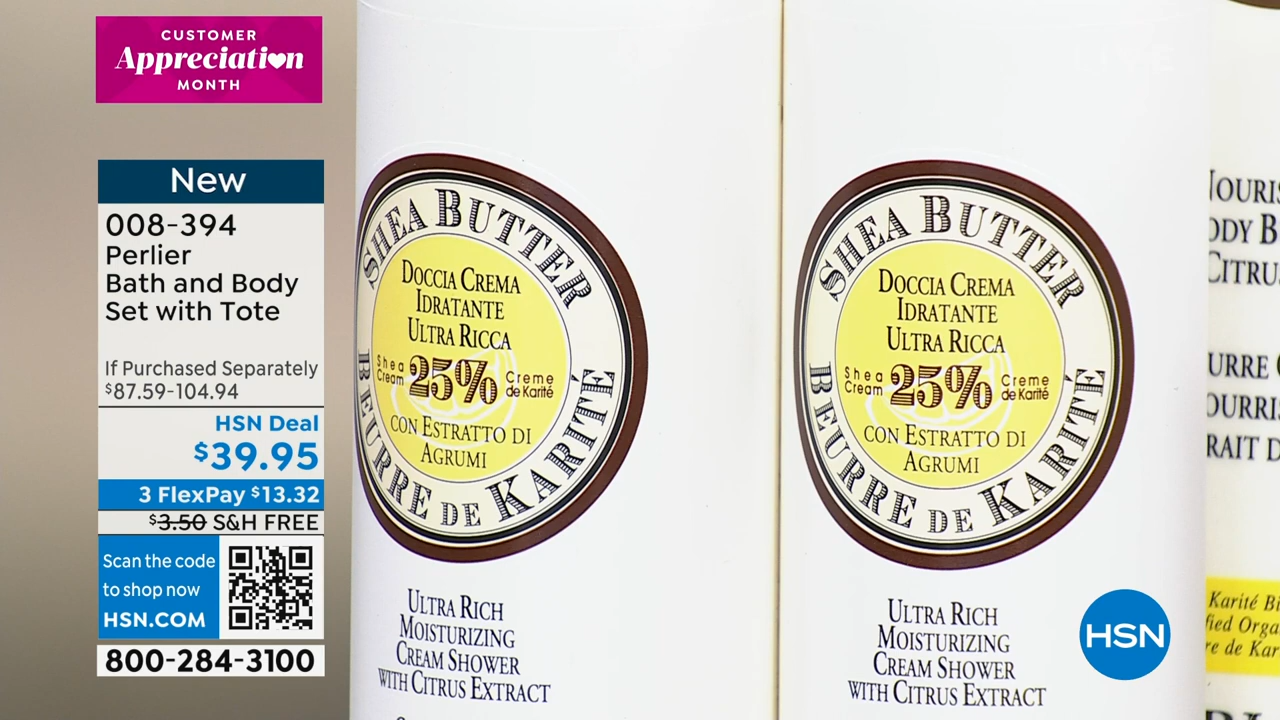 CUSTOMER
Appreciation
MONTH
New
008-394
Perlier
Bath and Body
Set with Tote
If Purchased Separately
$87.59-104.94
HSN Deal
$39.95
3 FlexPay $13.32
$3.50 S&H FREE
Scan the code
to shop now
HSN.COM
800-284-3100
SHEA BUTTER
DOCCIA CREMA
IDRATANTE
ULTRA RICCA
Shea Cream 25% Creme de Karité
CON ESTRATTO DI
AGRUMI
BEURRE DE KARITÉ
ULTRA RICH
MOISTURIZING
CREAM SHOWER
WITH CITRUS EXTRACT
SHEA BUTTER
DOCCIA CREMA
IDRATANTE
ULTRA RICCA
Shea Cream 25% Creme de Karité
CON ESTRATTO DI
AGRUMI
BEURRE DE KARITÉ
ULTRA RICH
MOISTURIZING
CREAM SHOWER
WITH CITRUS EXTRACT
Karité
HSN